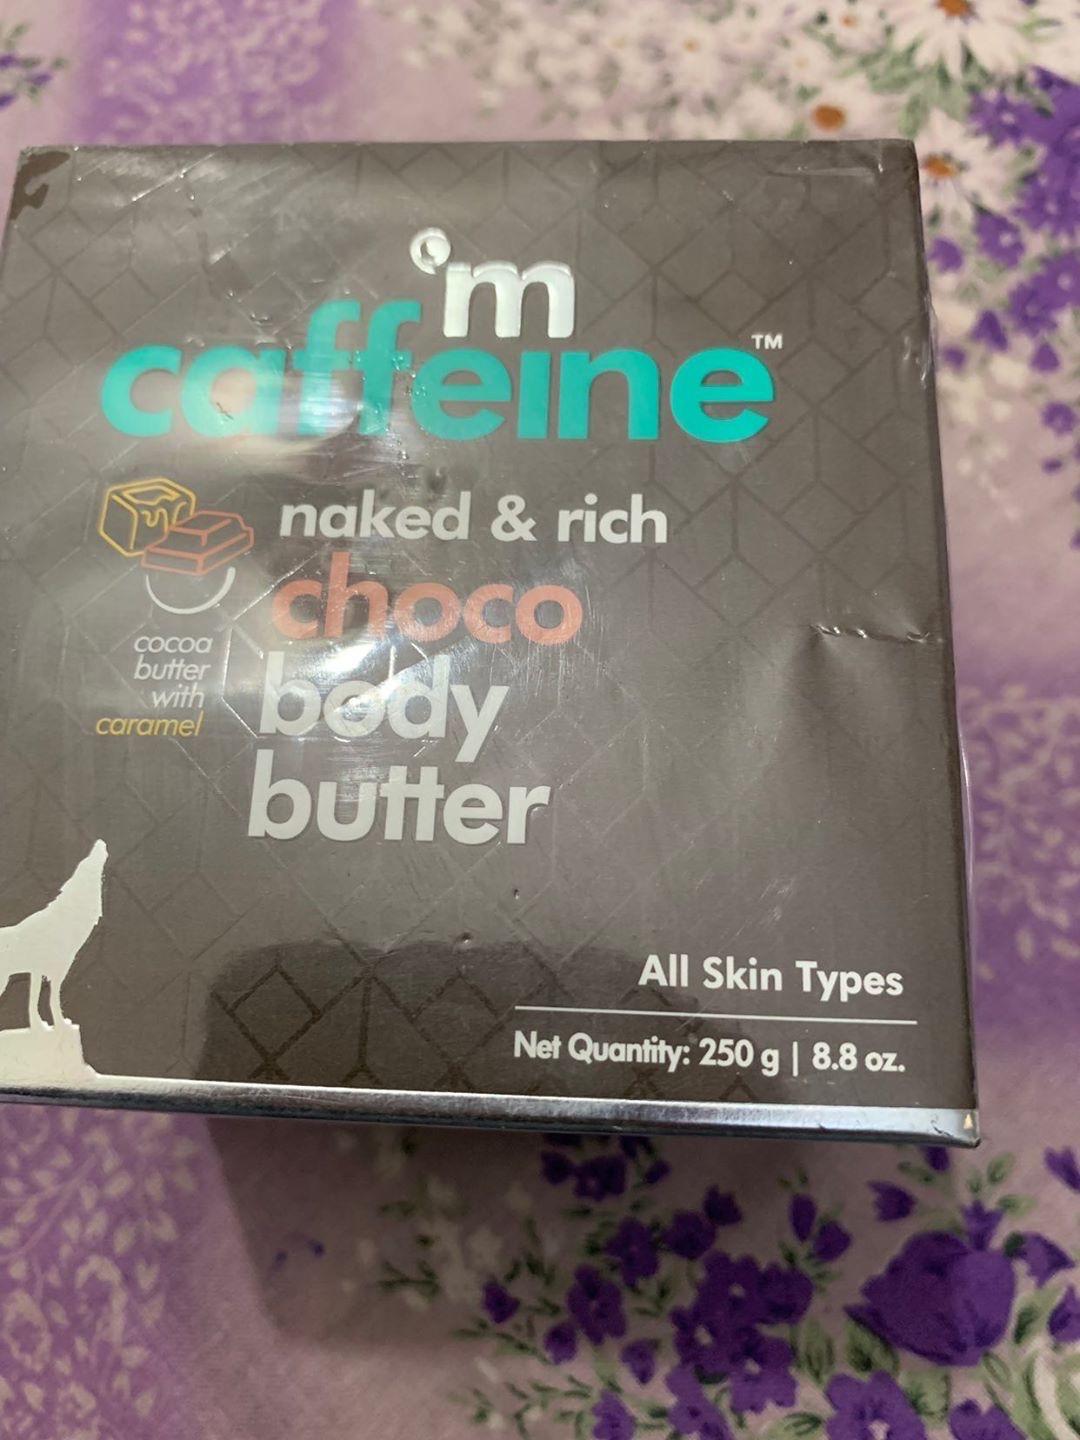 'm
caffeine™
naked & rich
choco
body
butter
cocoa
butter
with
caramel
All Skin Types
Net Quantity: 250 g | 8.8 oz.